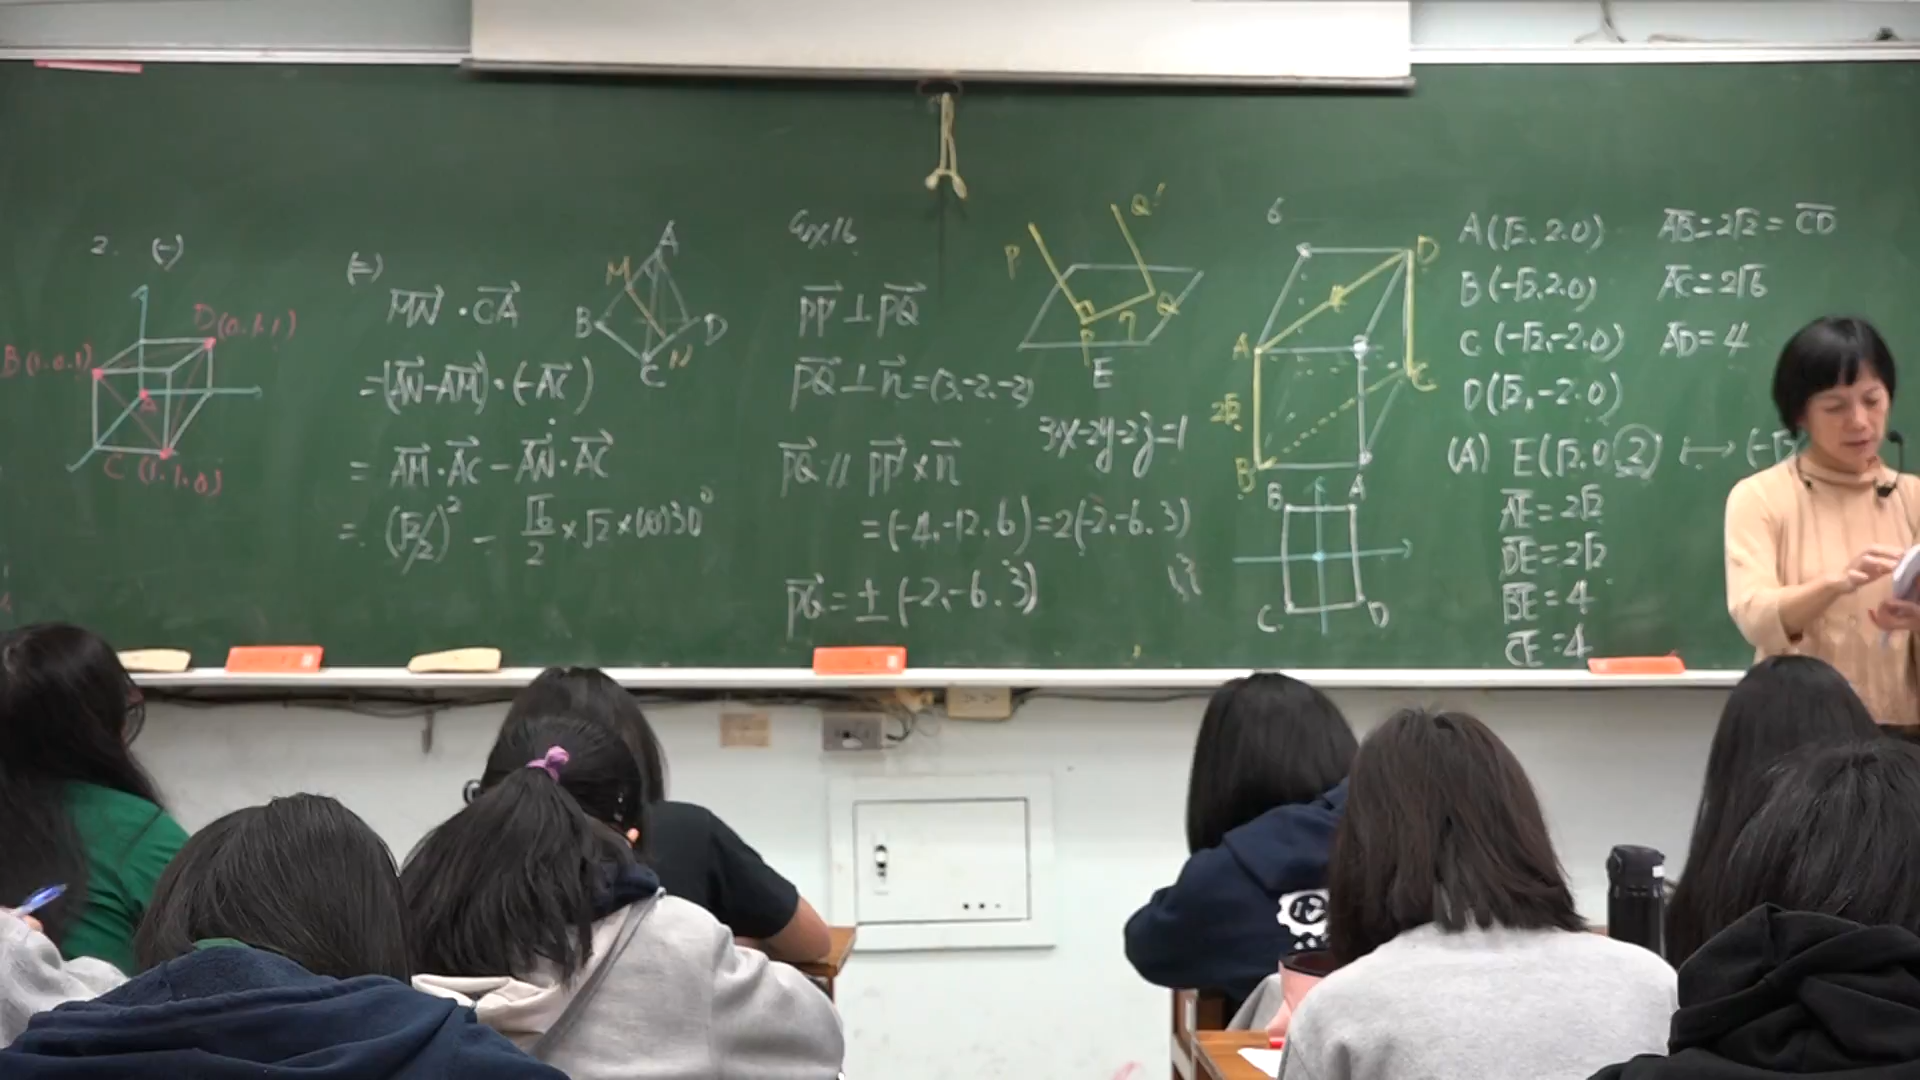 2. (一)
D(0.1.1)
B(1.0.1)
A
C (1.1.0)
(二)
MN · CA
= (AN - AM) · (-AC)
= AM · AC - AN · AC
= (√2/2)² - √6/2 × √2 × cos30°
A
M
B
D
C
N
PP' ⊥ PQ
PQ ⊥ n = (3.-2.-2)
3x-2y-2z=1
PQ // PP' × n
= (-4.-12.6) = 2(-2.-6.3)
PQ = ± (-2.-6.3)
P
Q'
P'
7
Q
E
6
D
A
C
2√2
B
B A
C D
A(√2.2.0) AB=2√2=CD
B(-√2.2.0) AC=2√6
C(-√2.-2.0) AD=4
D(√2.-2.0)
(A) E(√2.0.2) ⟷ (-√2
AE=2√2
DE=2√2
BE=4
CE=4